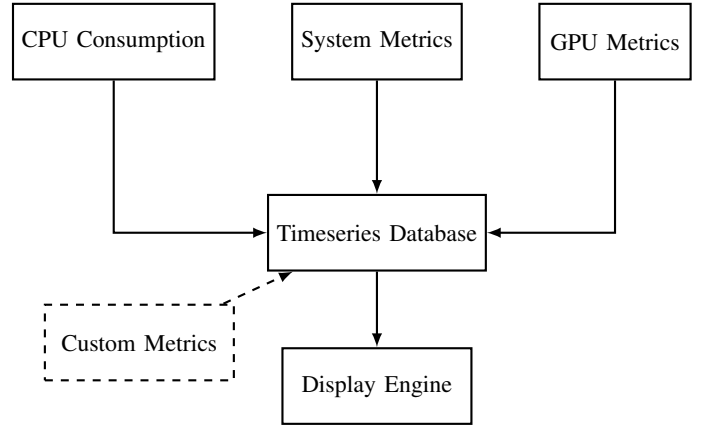 CPU Consumption
System Metrics
GPU Metrics
Timeseries Database
Custom Metrics
Display Engine